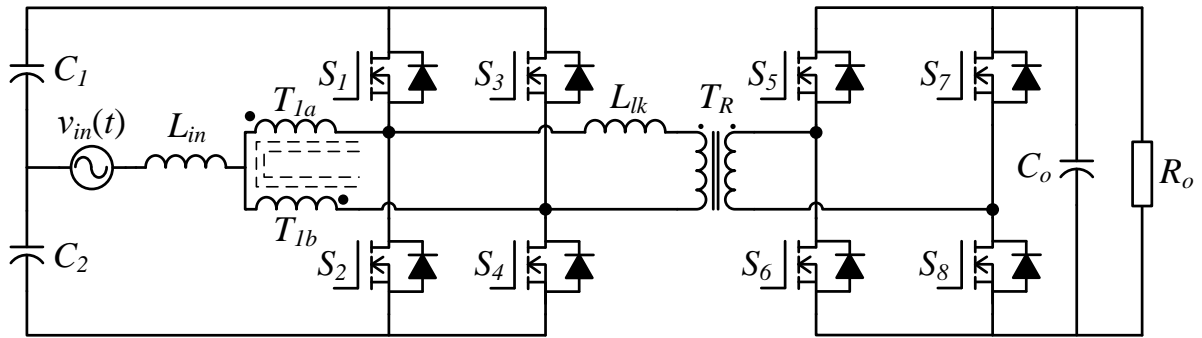 C1
C2
vin(t)
Lin
T1a
T1b
S1
S2
S3
S4
Llk
TR
S5
S6
S7
S8
Co
Ro